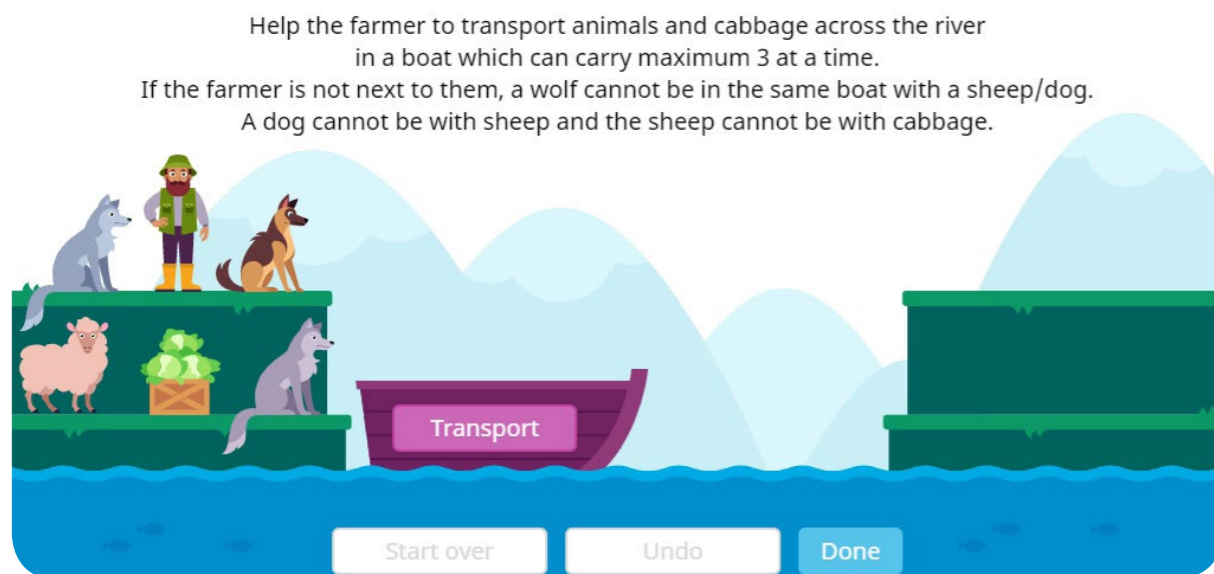 Help the farmer to transport animals and cabbage across the river
in a boat which can carry maximum 3 at a time.
If the farmer is not next to them, a wolf cannot be in the same boat with a sheep/dog.
A dog cannot be with sheep and the sheep cannot be with cabbage.
Transport
Start over
Undo
Done